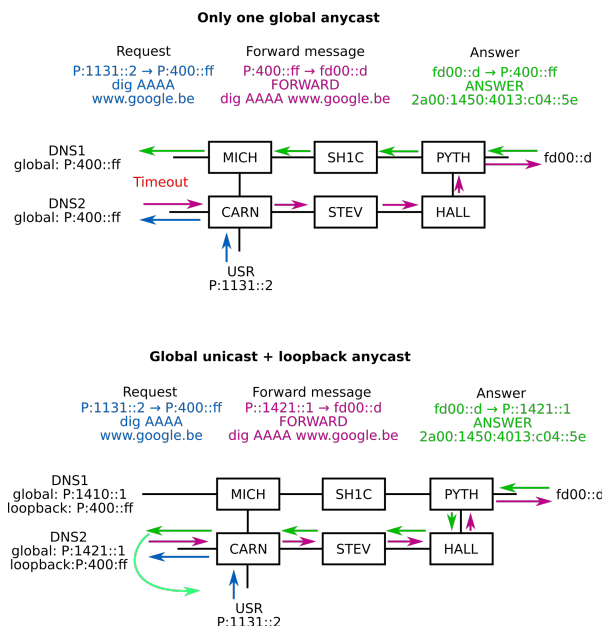 Only one global anycast
Request
Forward message
Answer
P:1131::2 → P:400::ff
P:400::ff → fd00::d
fd00::d → P:400::ff
dig AAAA
FORWARD
ANSWER
www.google.be
dig AAAA www.google.be
2a00:1450:4013:c04::5e
DNS1
global: P:400::ff
MICH
SH1C
PYTH
fd00::d
Timeout
DNS2
global: P:400::ff
CARN
STEV
HALL
USR
P:1131::2
Global unicast + loopback anycast
Request
Forward message
Answer
P:1131::2 → P:400::ff
P::1421::1 → fd00::d
fd00::d → P::1421::1
dig AAAA
FORWARD
ANSWER
www.google.be
dig AAAA www.google.be
2a00:1450:4013:c04::5e
DNS1
global: P:1410::1
loopback: P:400:ff
MICH
SH1C
PYTH
fd00::d
DNS2
global: P:1421::1
loopback:P:400:ff
CARN
STEV
HALL
USR
P:1131::2